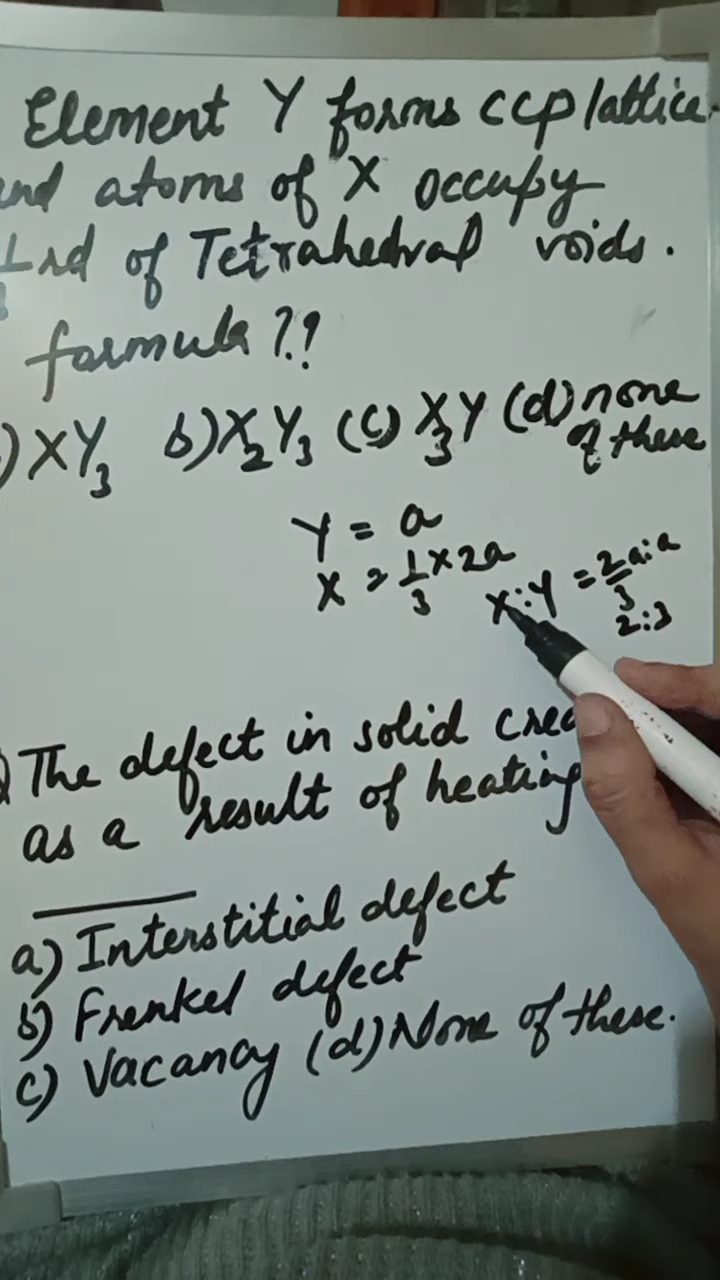 Element Y forms ccp lattice
and atoms of X occupy
1/3rd of Tetrahedral voids.
formula??
) XY₃ b) X₂Y₃ (c) X₃Y (d) none of these
Y = a
X = 1/3 × 2a
X:Y = 2/3 a:a
2:3
The defect in solid crea
as a result of heating
a) Interstitial defect
b) Frenkel defect
c) Vacancy (d) None of these.